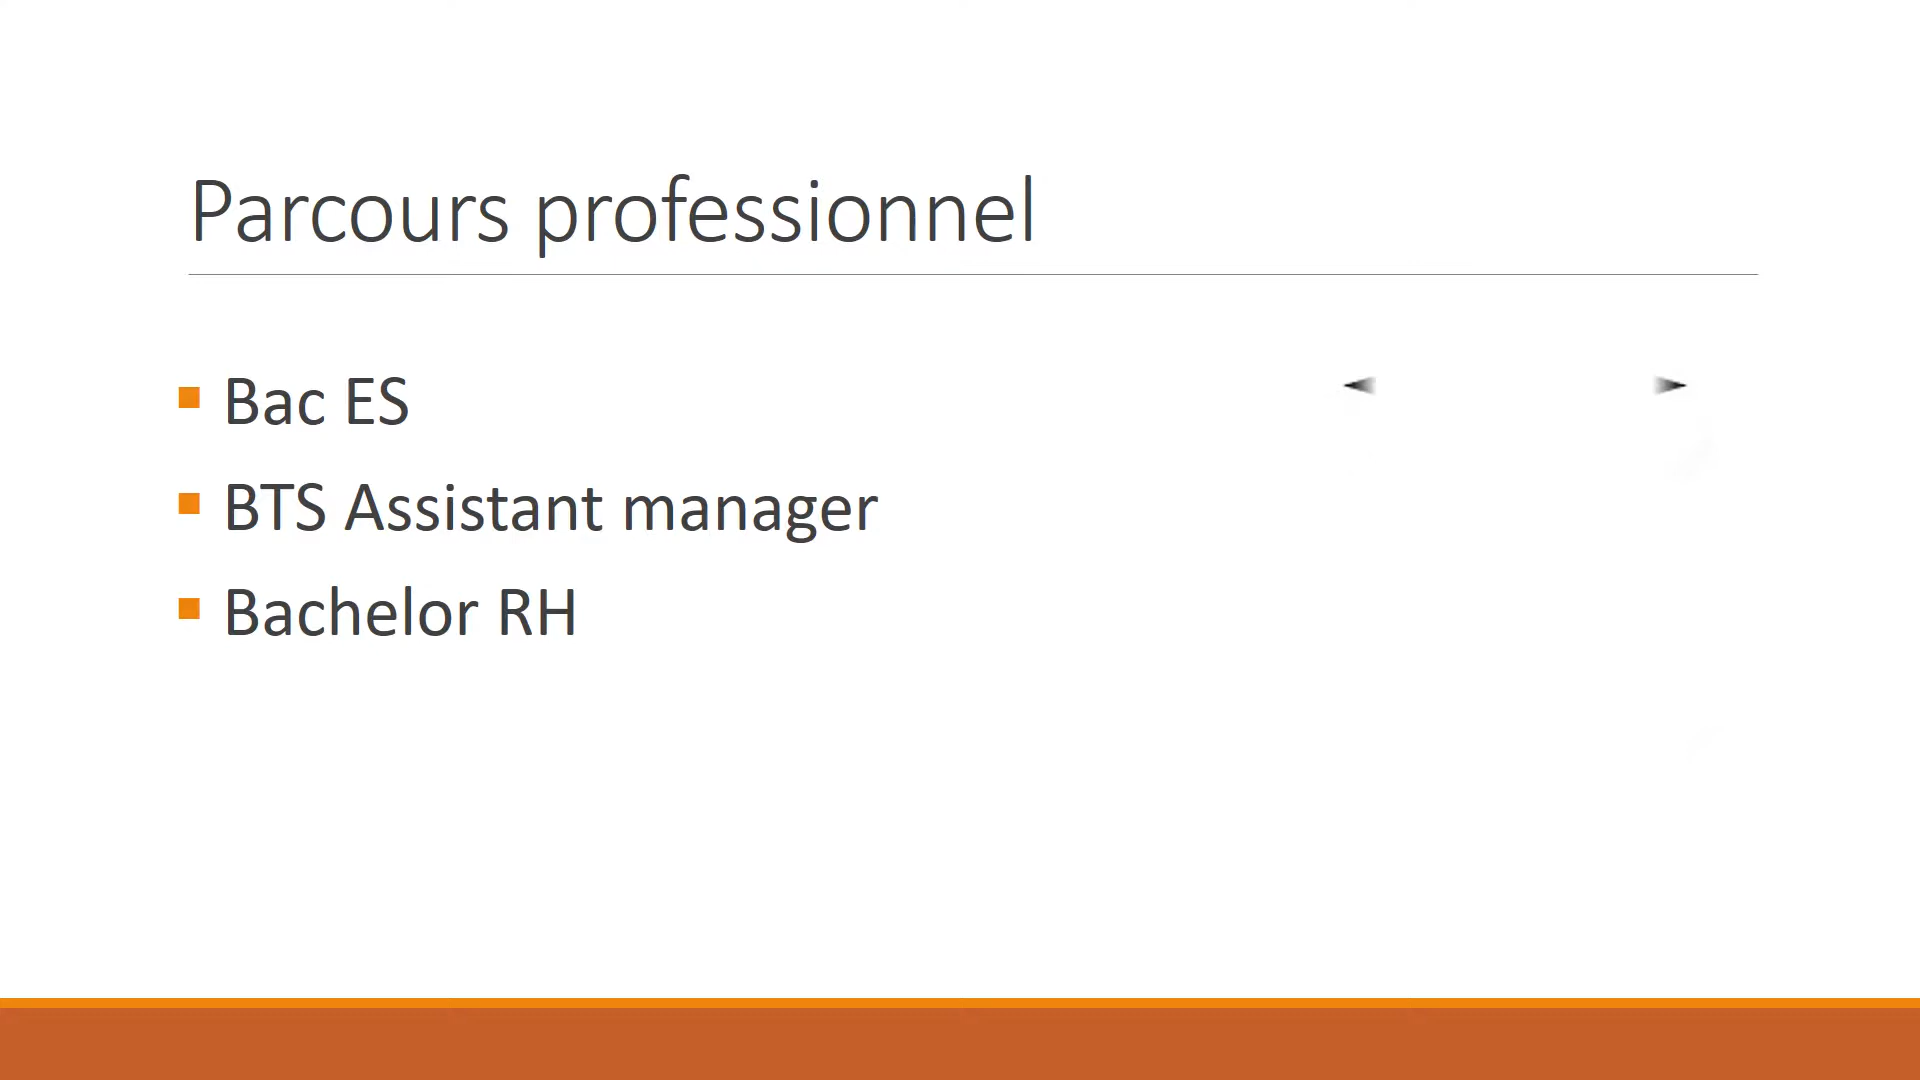 Parcours professionnel
Bac ES
BTS Assistant manager
Bachelor RH